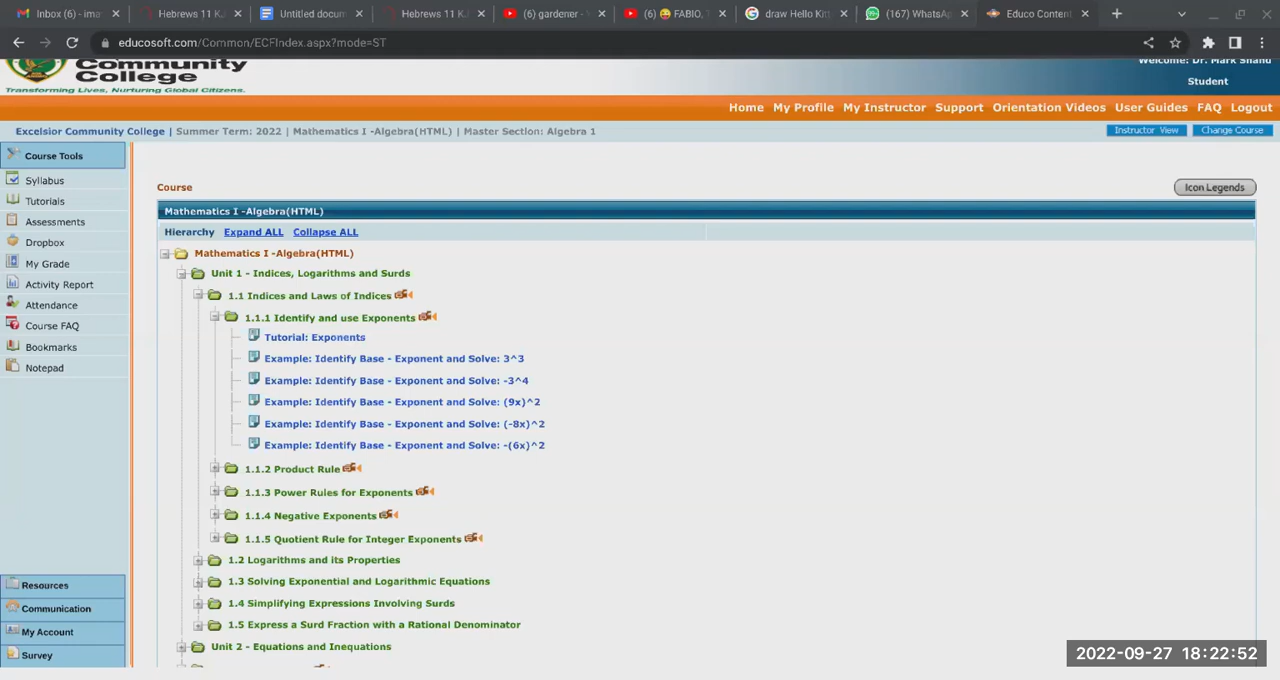 Inbox (6) - ima
Hebrews 11 KJ
Untitled docum
Hebrews 11 KJ
(6) gardener - Y
(6) 😜 FABIO, T
draw Hello Kitt
(167) WhatsAp
Educo Content
educosoft.com/Common/ECFIndex.aspx?mode=ST
Community
College
Transforming Lives, Nurturing Global Citizens.
Student
Home My Profile My Instructor Support Orientation Videos User Guides FAQ Logout
Excelsior Community College | Summer Term: 2022 | Mathematics I -Algebra(HTML) | Master Section: Algebra 1
Instructor View
Change Course
Course Tools
Syllabus
Tutorials
Assessments
Dropbox
My Grade
Activity Report
Attendance
Course FAQ
Bookmarks
Notepad
Resources
Communication
My Account
Survey
Course
Icon Legends
Mathematics I -Algebra(HTML)
Hierarchy Expand ALL Collapse ALL
Mathematics I -Algebra(HTML)
Unit 1 - Indices, Logarithms and Surds
1.1 Indices and Laws of Indices
1.1.1 Identify and use Exponents
Tutorial: Exponents
Example: Identify Base - Exponent and Solve: 3^3
Example: Identify Base - Exponent and Solve: -3^4
Example: Identify Base - Exponent and Solve: (9x)^2
Example: Identify Base - Exponent and Solve: (-8x)^2
Example: Identify Base - Exponent and Solve: -(6x)^2
1.1.2 Product Rule
1.1.3 Power Rules for Exponents
1.1.4 Negative Exponents
1.1.5 Quotient Rule for Integer Exponents
1.2 Logarithms and its Properties
1.3 Solving Exponential and Logarithmic Equations
1.4 Simplifying Expressions Involving Surds
1.5 Express a Surd Fraction with a Rational Denominator
Unit 2 - Equations and Inequations
2022-09-27 18:22:52